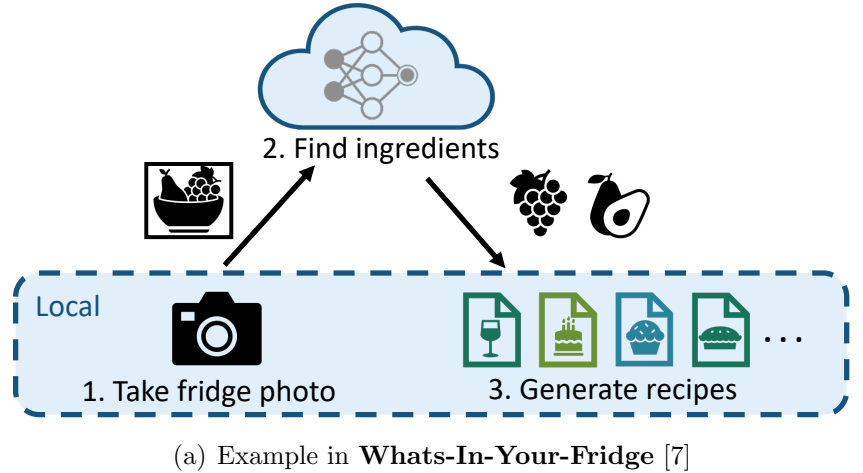 2. Find ingredients
Local
1. Take fridge photo
3. Generate recipes
...
(a) Example in Whats-In-Your-Fridge [7]